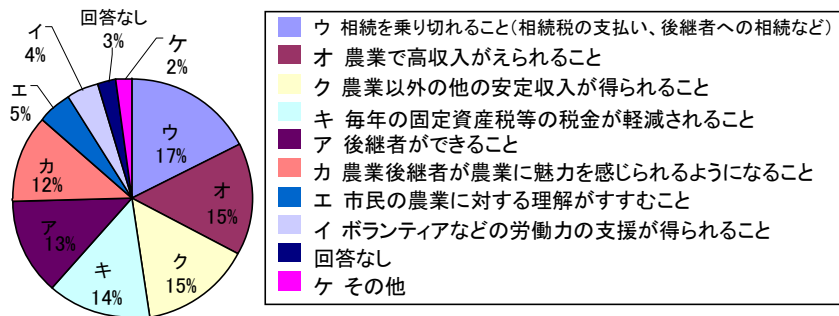 回答なし
3%
ケ
2%
イ
4%
エ
5%
ウ
17%
カ
12%
オ
15%
ア
13%
キ
14%
ク
15%
ウ 相続を乗り切れること(相続税の支払い、後継者への相続など)
オ 農業で高収入がえられること
ク 農業以外の他の安定収入が得られること
キ 毎年の固定資産税等の税金が軽減されること
ア 後継者ができること
カ 農業後継者が農業に魅力を感じられるようになること
エ 市民の農業に対する理解がすすむこと
イ ボランティアなどの労働力の支援が得られること
回答なし
ケ その他